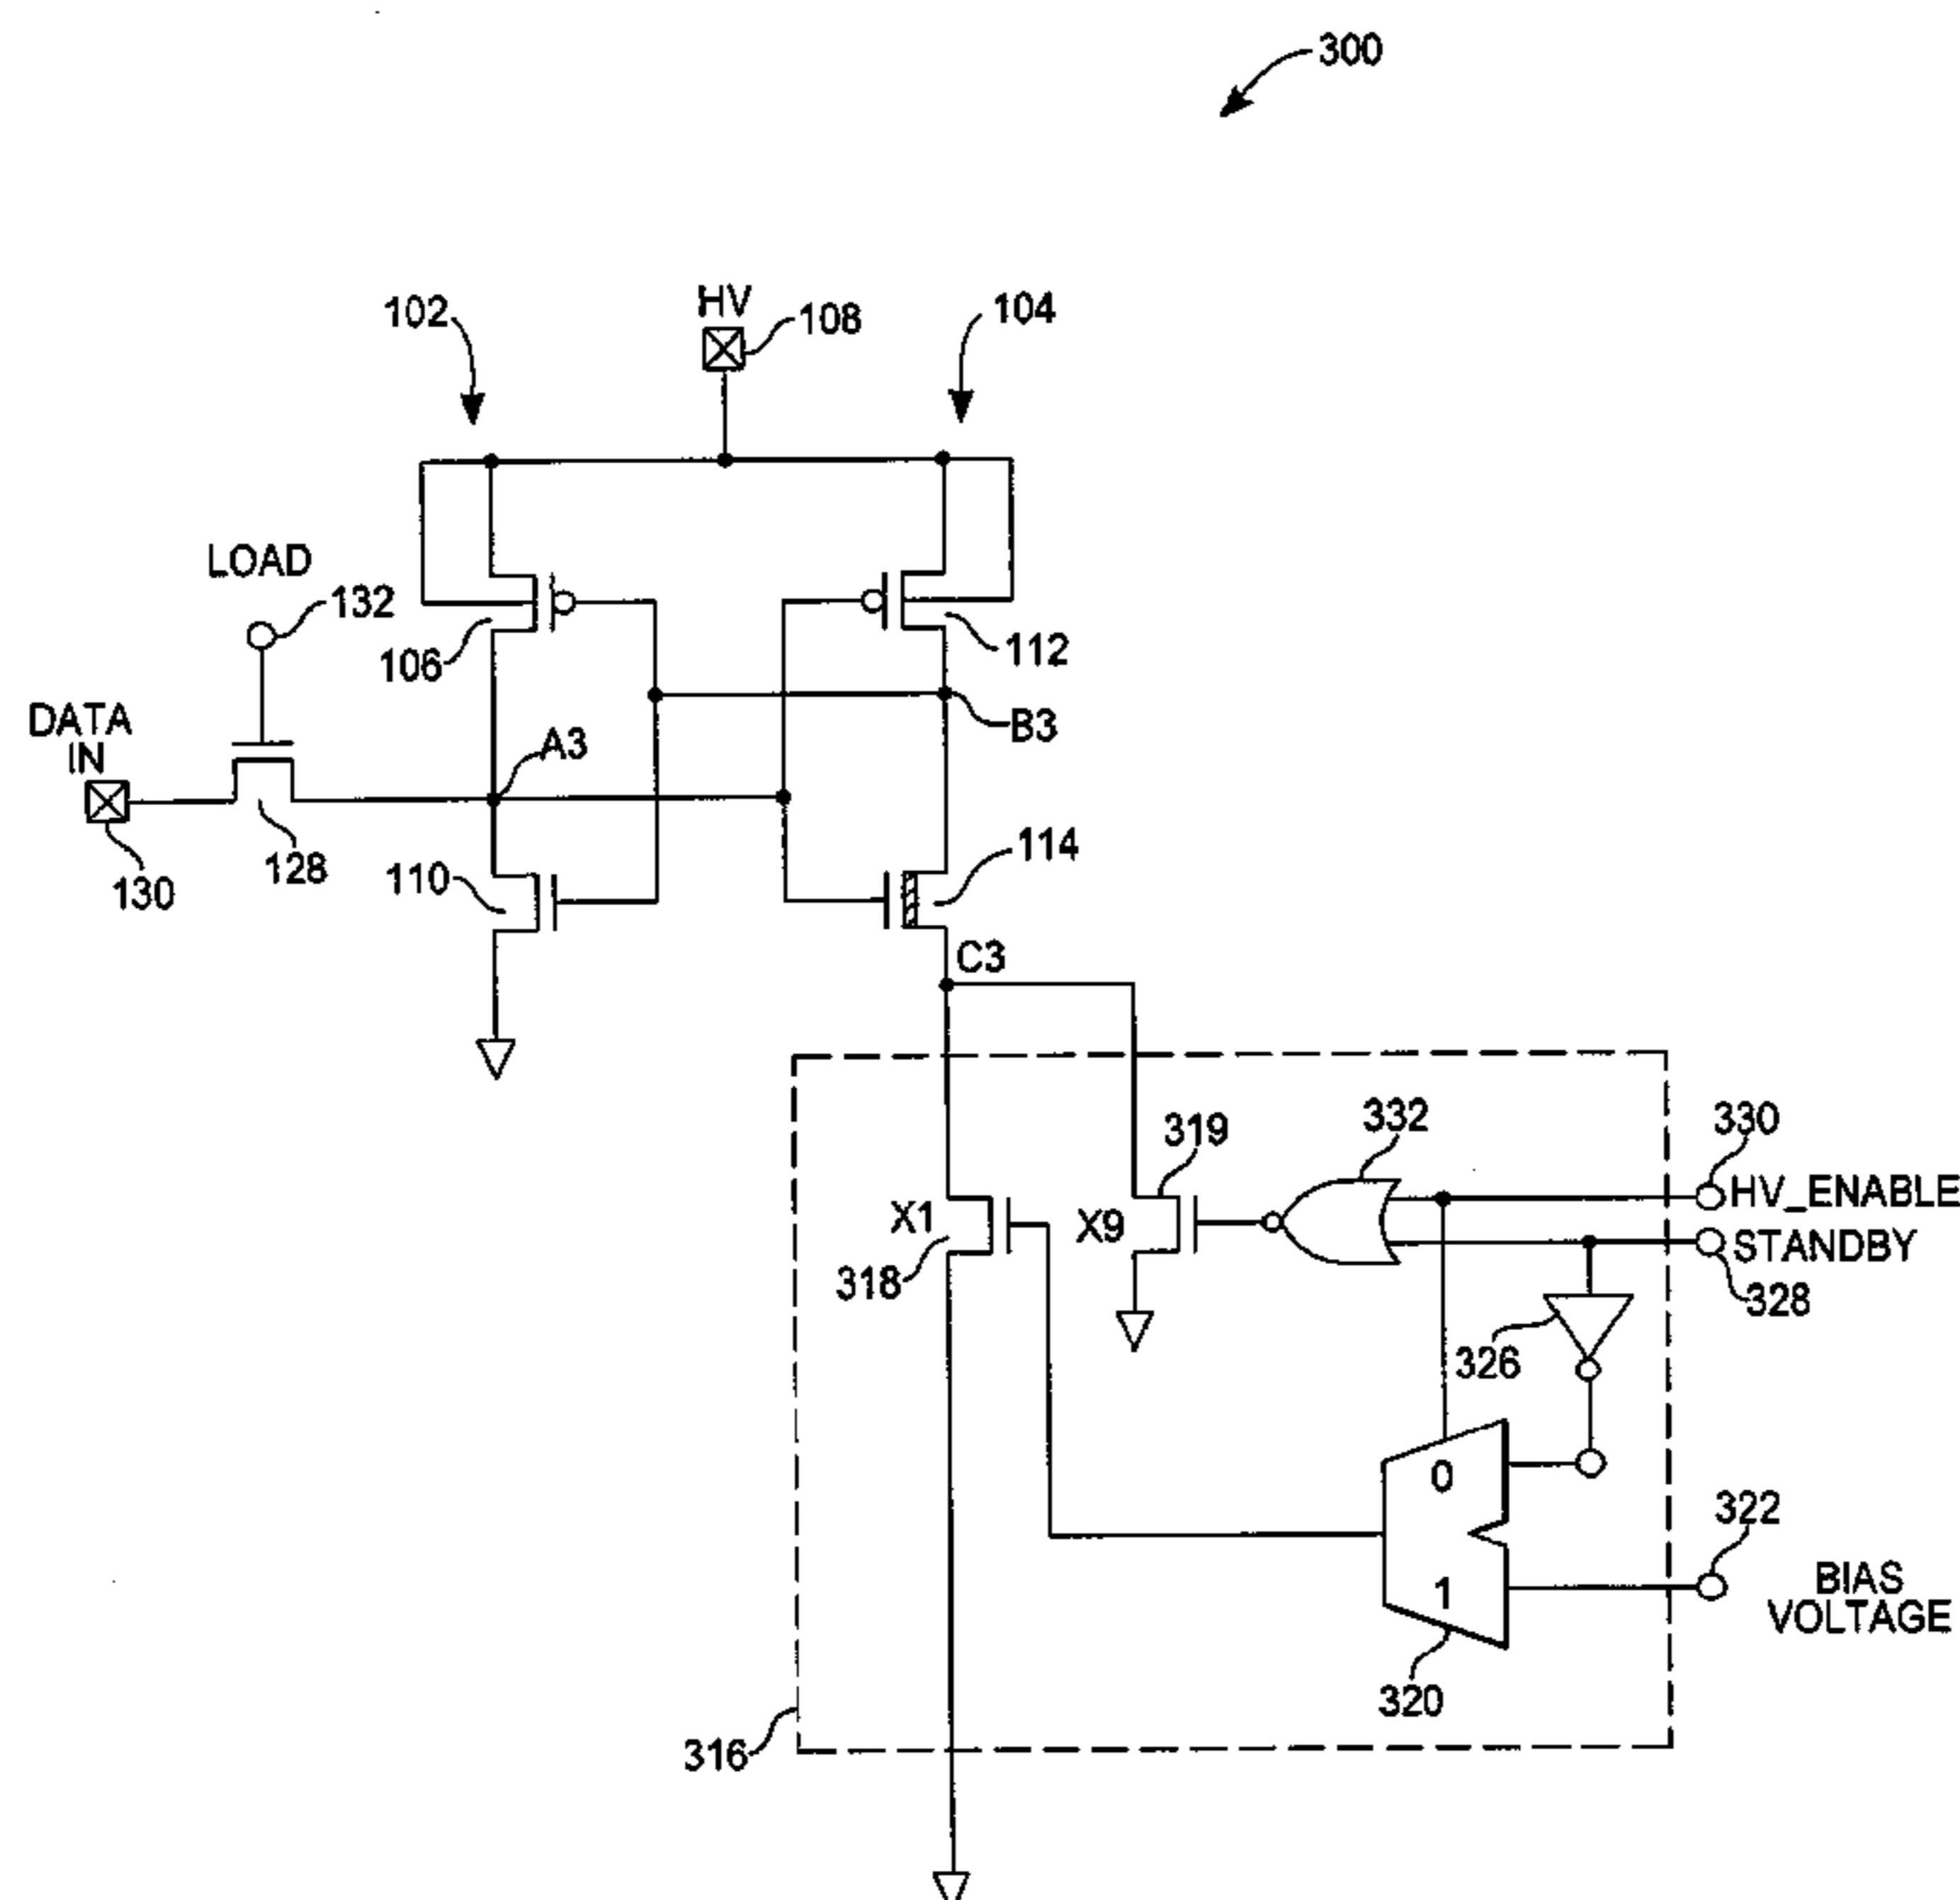 300
HV
102
108
104
LOAD
132
106
112
DATA
IN
A3
B3
130
128
110
114
C3
332
330
319
HV_ENABLE
X1
X9
STANDBY
318
328
326
0
322
1
BIAS
VOLTAGE
320
316